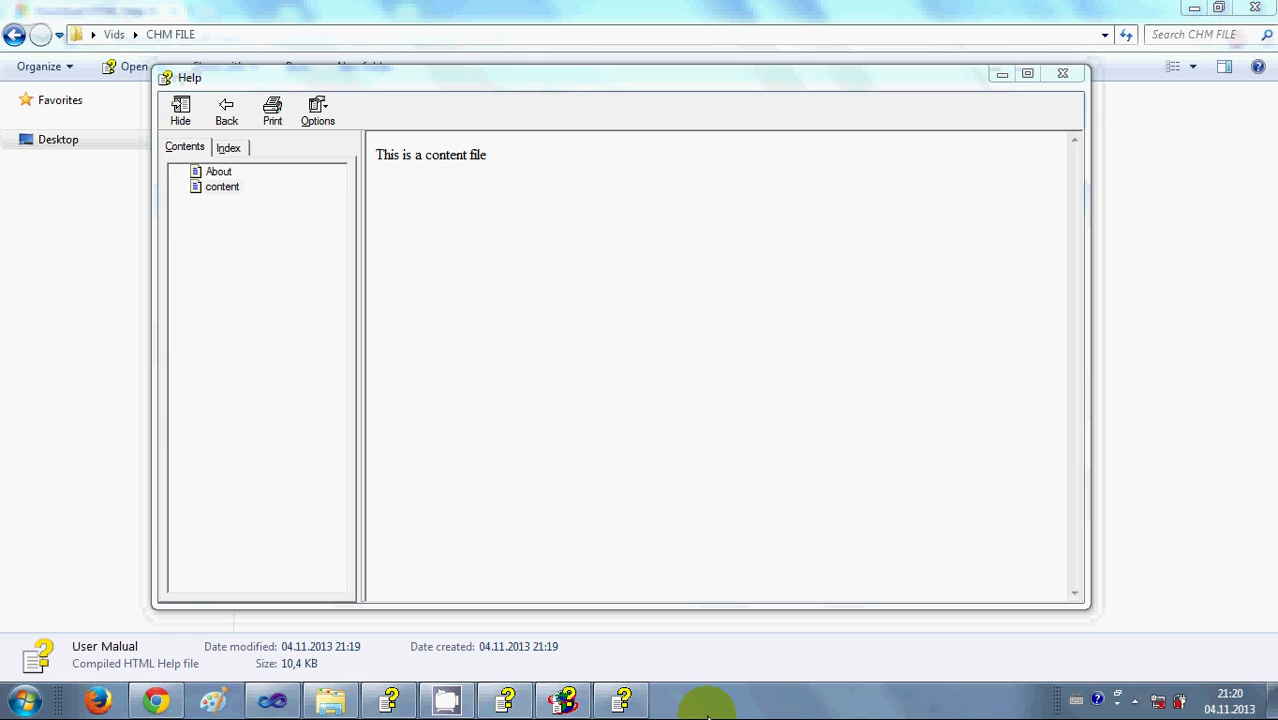 Vids CHM FILE
Search CHM FILE
Organize
Open
New folder
Help
Favorites
Desktop
Hide
Back
Print
Options
Contents
Index
About
content
This is a content file
User Malual
Date modified: 04.11.2013 21:19
Date created: 04.11.2013 21:19
Compiled HTML Help file
Size: 10,4 KB
21:20
04.11.2013